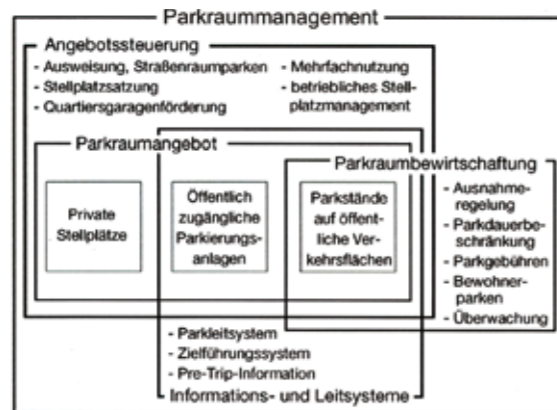 Parkraummanagement
Angebotssteuerung
- Ausweisung, Straßenraumparken
- Stellplatzsatzung
- Quartiersgaragenförderung
- Mehrfachnutzung
- betriebliches Stell-
platzmanagement
Parkraumangebot
Parkraumbewirtschaftung
Private
Stellplätze
Öffentlich
zugängliche
Parkierungs-
anlagen
Parkstände
auf öffent-
liche Ver-
kehrsflächen
- Ausnahme-
regelung
- Parkdauerbe-
schränkung
- Parkgebühren
- Bewohner-
parken
- Überwachung
- Parkleitsystem
- Zielführungssystem
- Pre-Trip-Information
Informations- und Leitsysteme